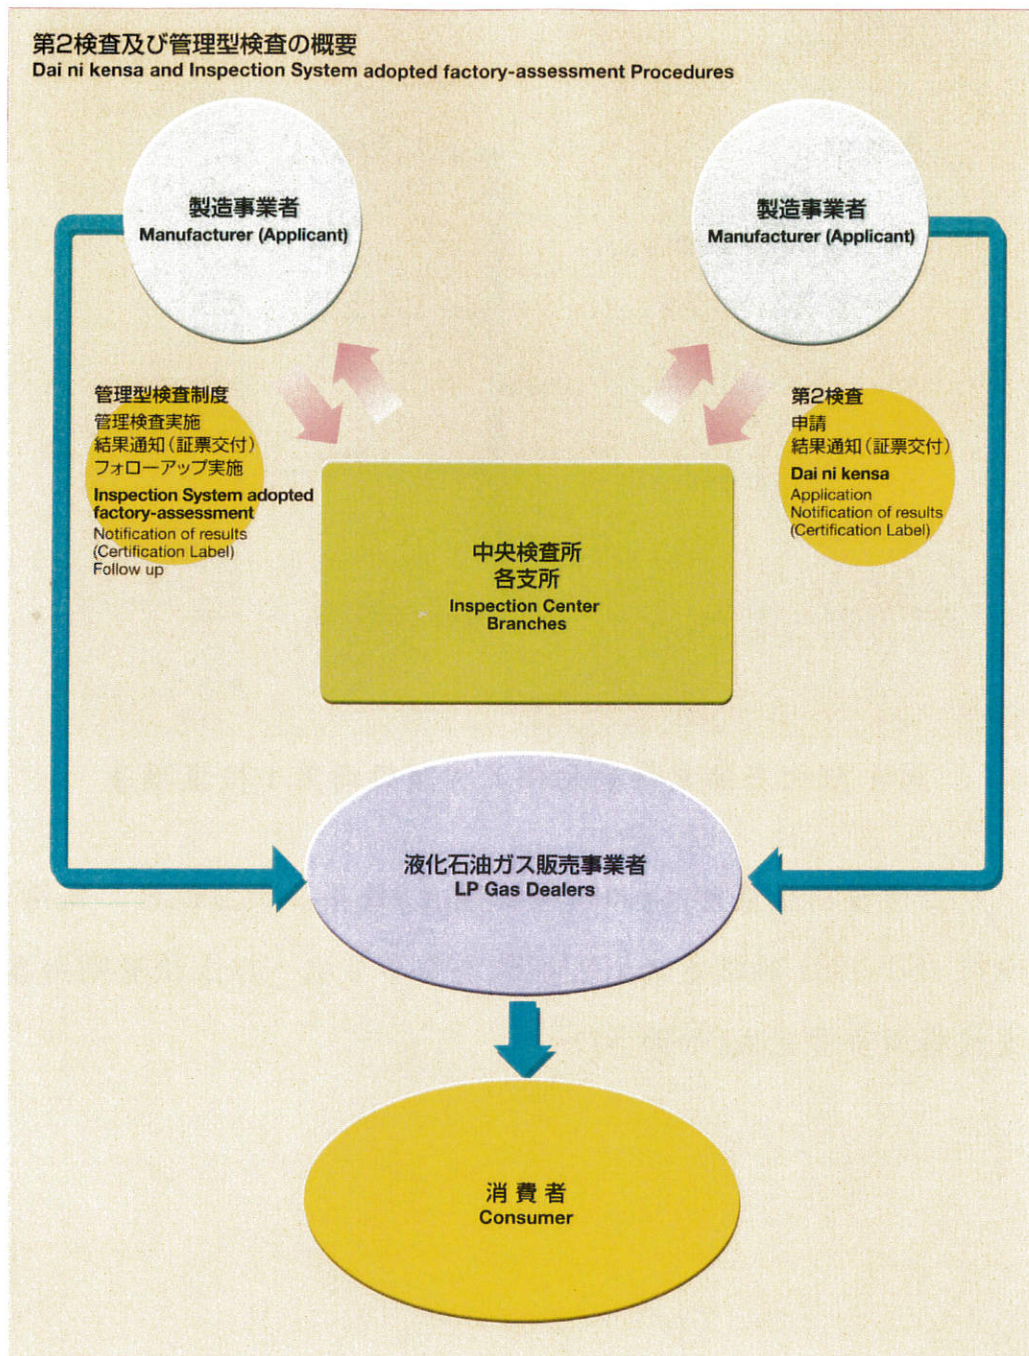 第2検査及び管理型検査の概要
Dai ni kensa and Inspection System adopted factory-assessment Procedures
製造事業者
Manufacturer (Applicant)
製造事業者
Manufacturer (Applicant)
管理型検査制度
管理検査実施
結果通知(証票交付)
フォローアップ実施
Inspection System adopted
factory-assessment
Notification of results
(Certification Label)
Follow up
第2検査
申請
結果通知(証票交付)
Dai ni kensa
Application
Notification of results
(Certification Label)
中央検査所
各支所
Inspection Center
Branches
液化石油ガス販売事業者
LP Gas Dealers
消費者
Consumer